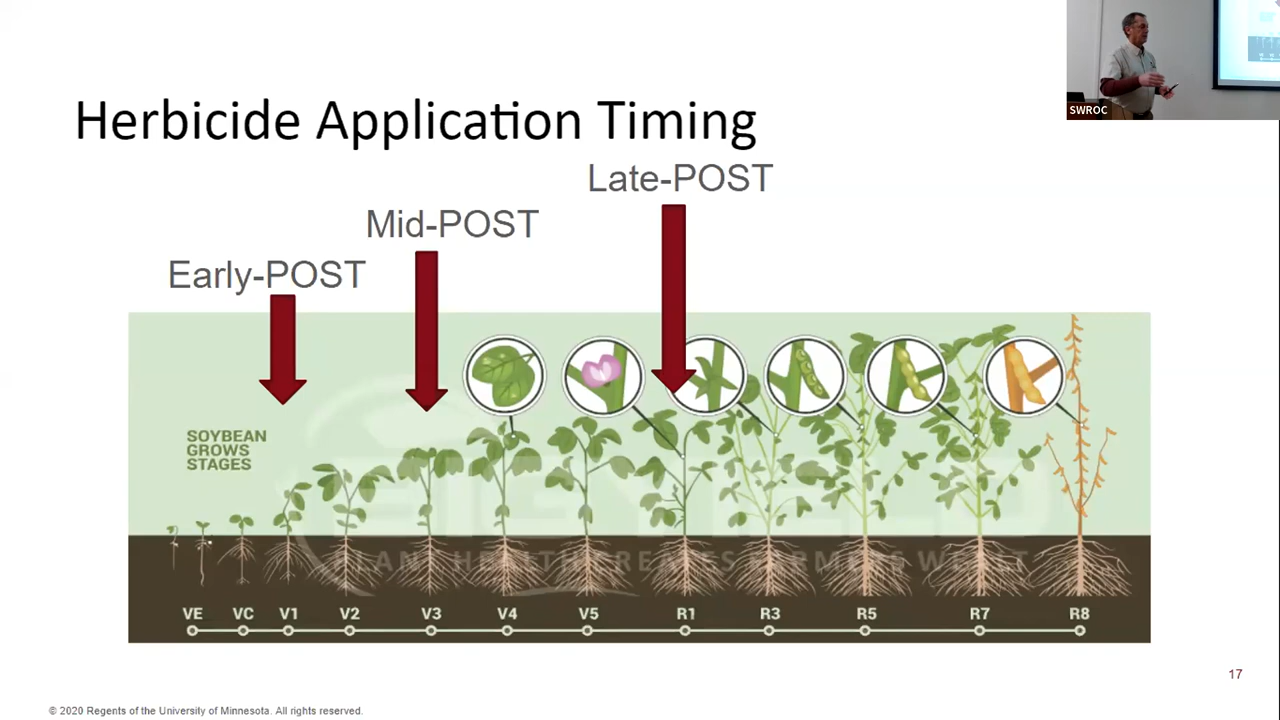 SWROC
Herbicide Application Timing
Late-POST
Mid-POST
Early-POST
SOYBEAN
GROWS
STAGES
VE VC V1 V2 V3 V4 V5 R1 R3 R5 R7 R8
17
© 2020 Regents of the University of Minnesota. All rights reserved.